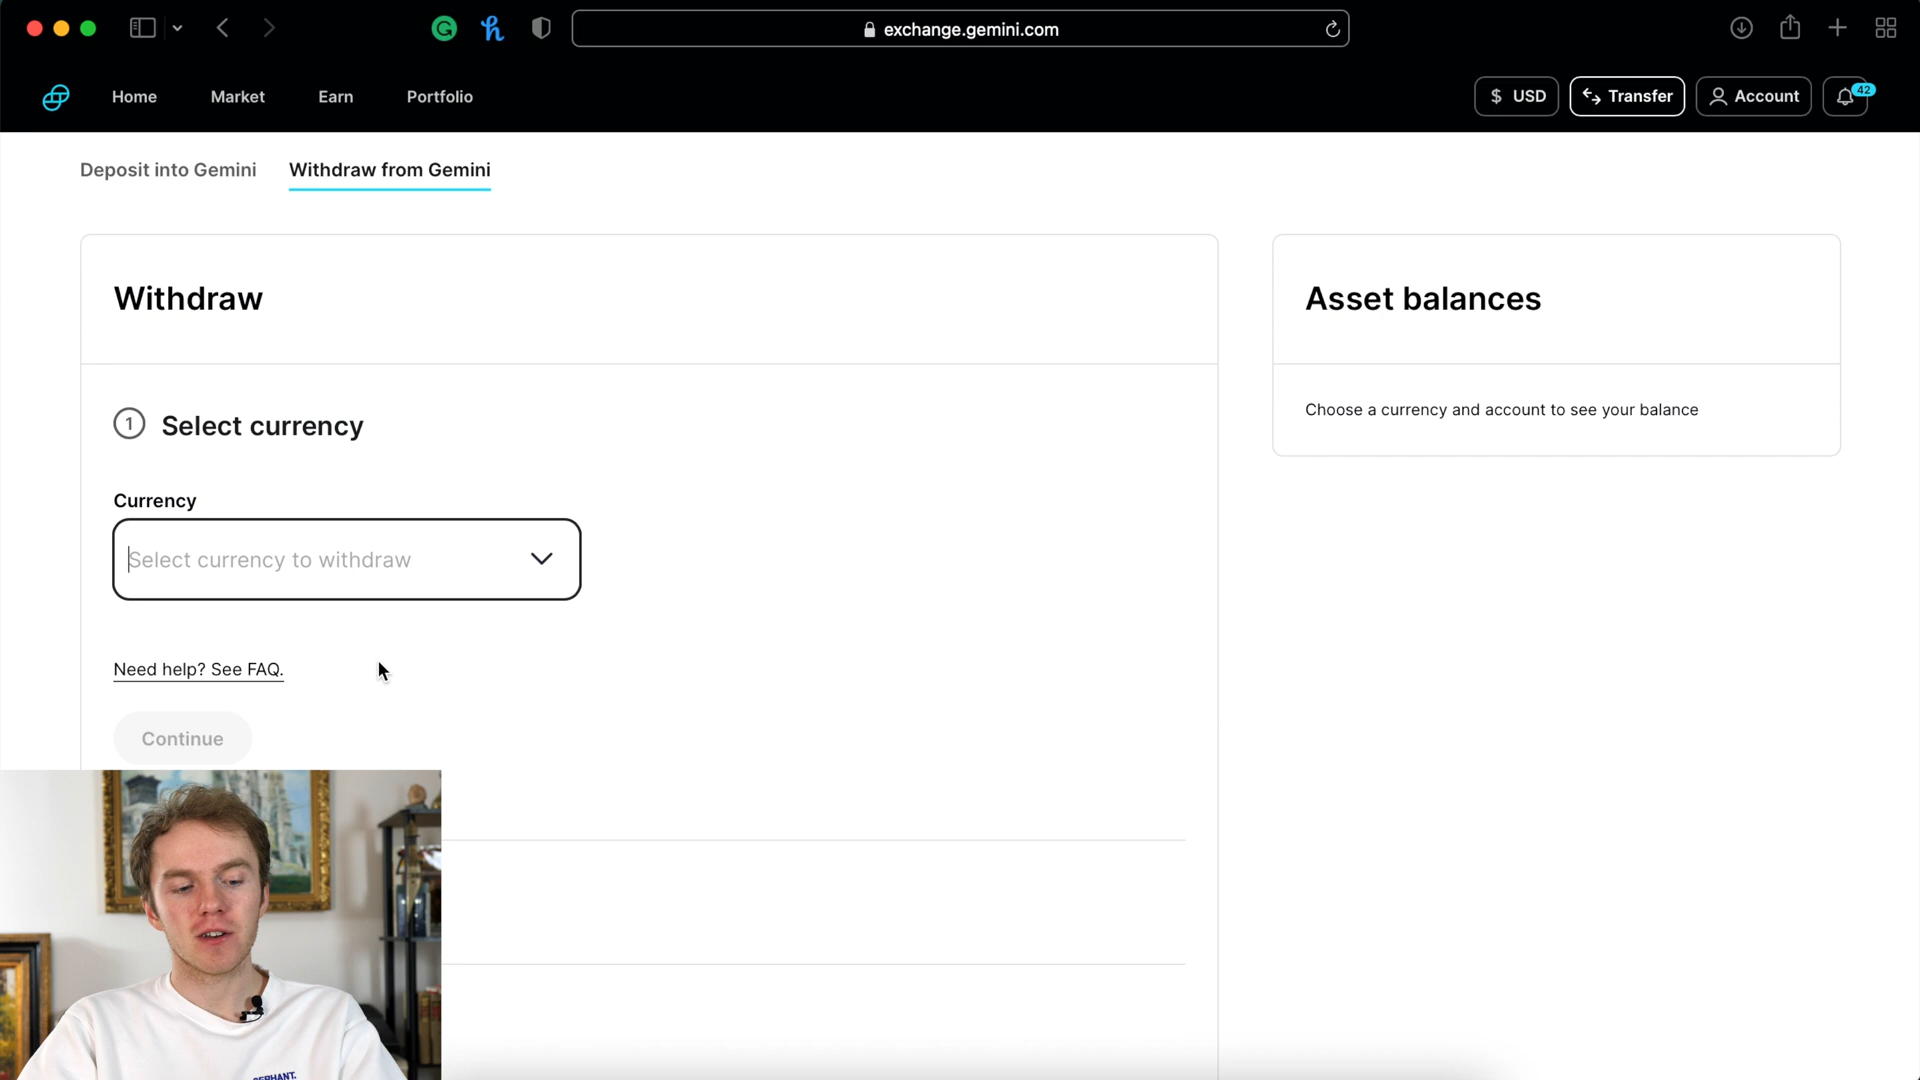 exchange.gemini.com
Home Market Earn Portfolio
$ USD Transfer Account 42
Deposit into Gemini Withdraw from Gemini
Withdraw
Asset balances
1 Select currency
Choose a currency and account to see your balance
Currency
Select currency to withdraw
Need help? See FAQ.
Continue